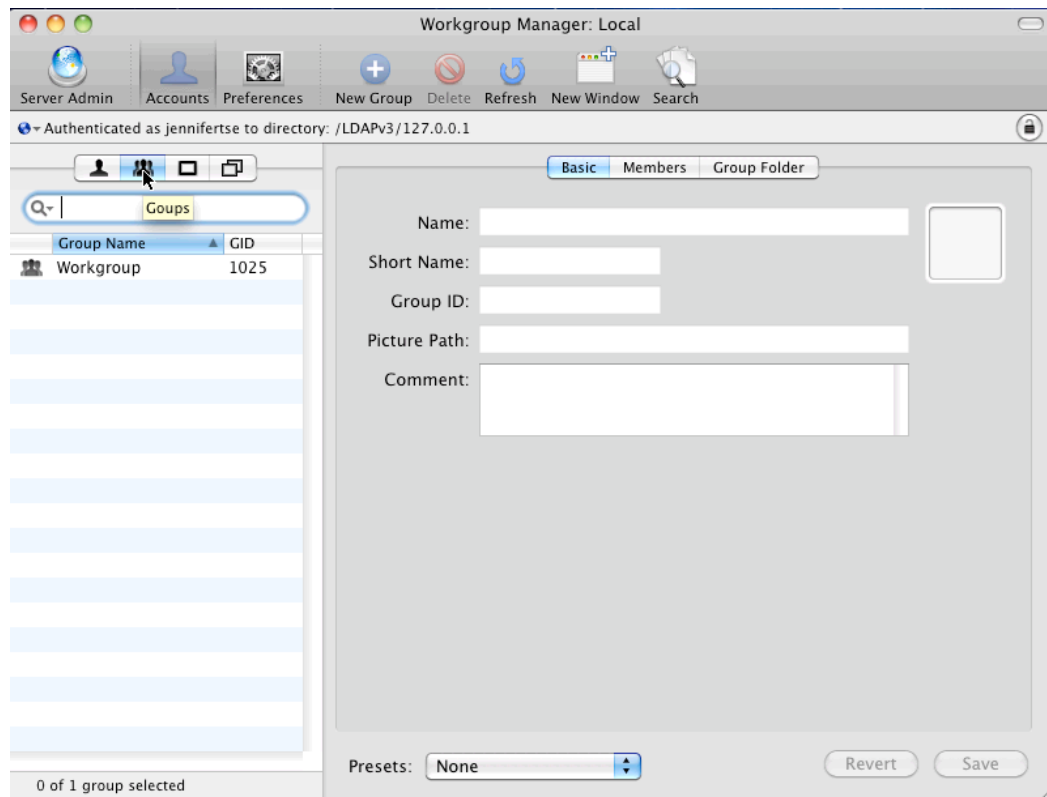 Workgroup Manager: Local
Server Admin Accounts Preferences New Group Delete Refresh New Window Search
Authenticated as jennifertse to directory: /LDAPv3/127.0.0.1
Goups
Group Name GID
Workgroup 1025
0 of 1 group selected
Basic Members Group Folder
Name:
Short Name:
Group ID:
Picture Path:
Comment:
Presets: None Revert Save